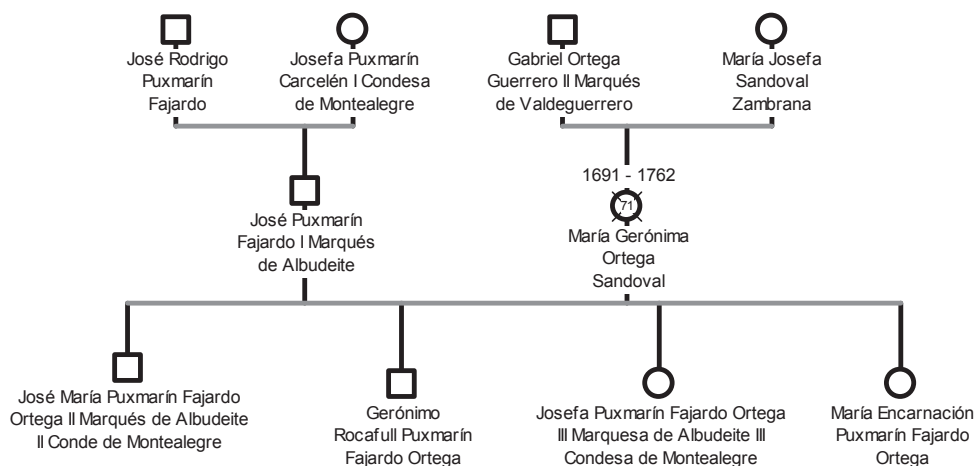 José Rodrigo
Puxmarín
Fajardo
Josefa Puxmarín
Carcelén I Condesa
de Montealegre
Gabriel Ortega
Guerrero II Marqués
de Valdeguerrero
María Josefa
Sandoval
Zambrana
José Puxmarín
Fajardo I Marqués
de Albudeite
1691 - 1762
71
María Gerónima
Ortega
Sandoval
José María Puxmarín Fajardo
Ortega II Marqués de Albudeite
II Conde de Montealegre
Gerónimo
Rocafull Puxmarín
Fajardo Ortega
Josefa Puxmarín Fajardo Ortega
III Marquesa de Albudeite III
Condesa de Montealegre
María Encarnación
Puxmarín Fajardo
Ortega